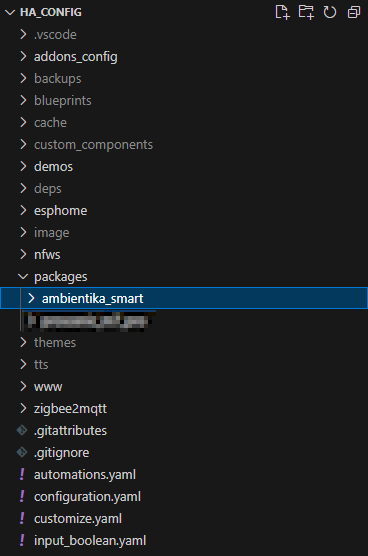 HA_CONFIG
.vscode
addons_config
backups
blueprints
cache
custom_components
demos
deps
esphome
image
nfws
packages
ambientika_smart
themes
tts
www
zigbee2mqtt
.gitattributes
.gitignore
automations.yaml
configuration.yaml
customize.yaml
input_boolean.yaml